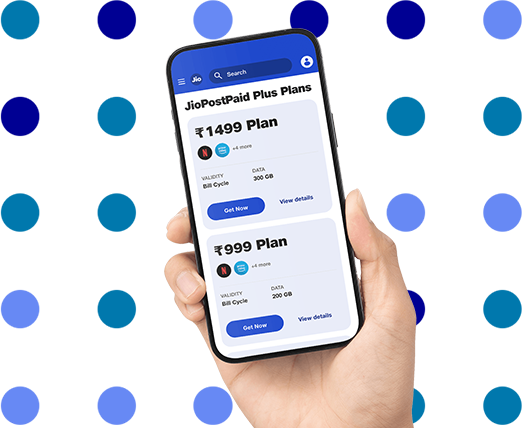 Jio
Search
JioPostPaid Plus Plans
₹1499 Plan
N
+4 more
VALIDITY
DATA
Bill Cycle
300 GB
Get Now
View details
₹999 Plan
N
+4 more
VALIDITY
DATA
Bill Cycle
200 GB
Get Now
View details